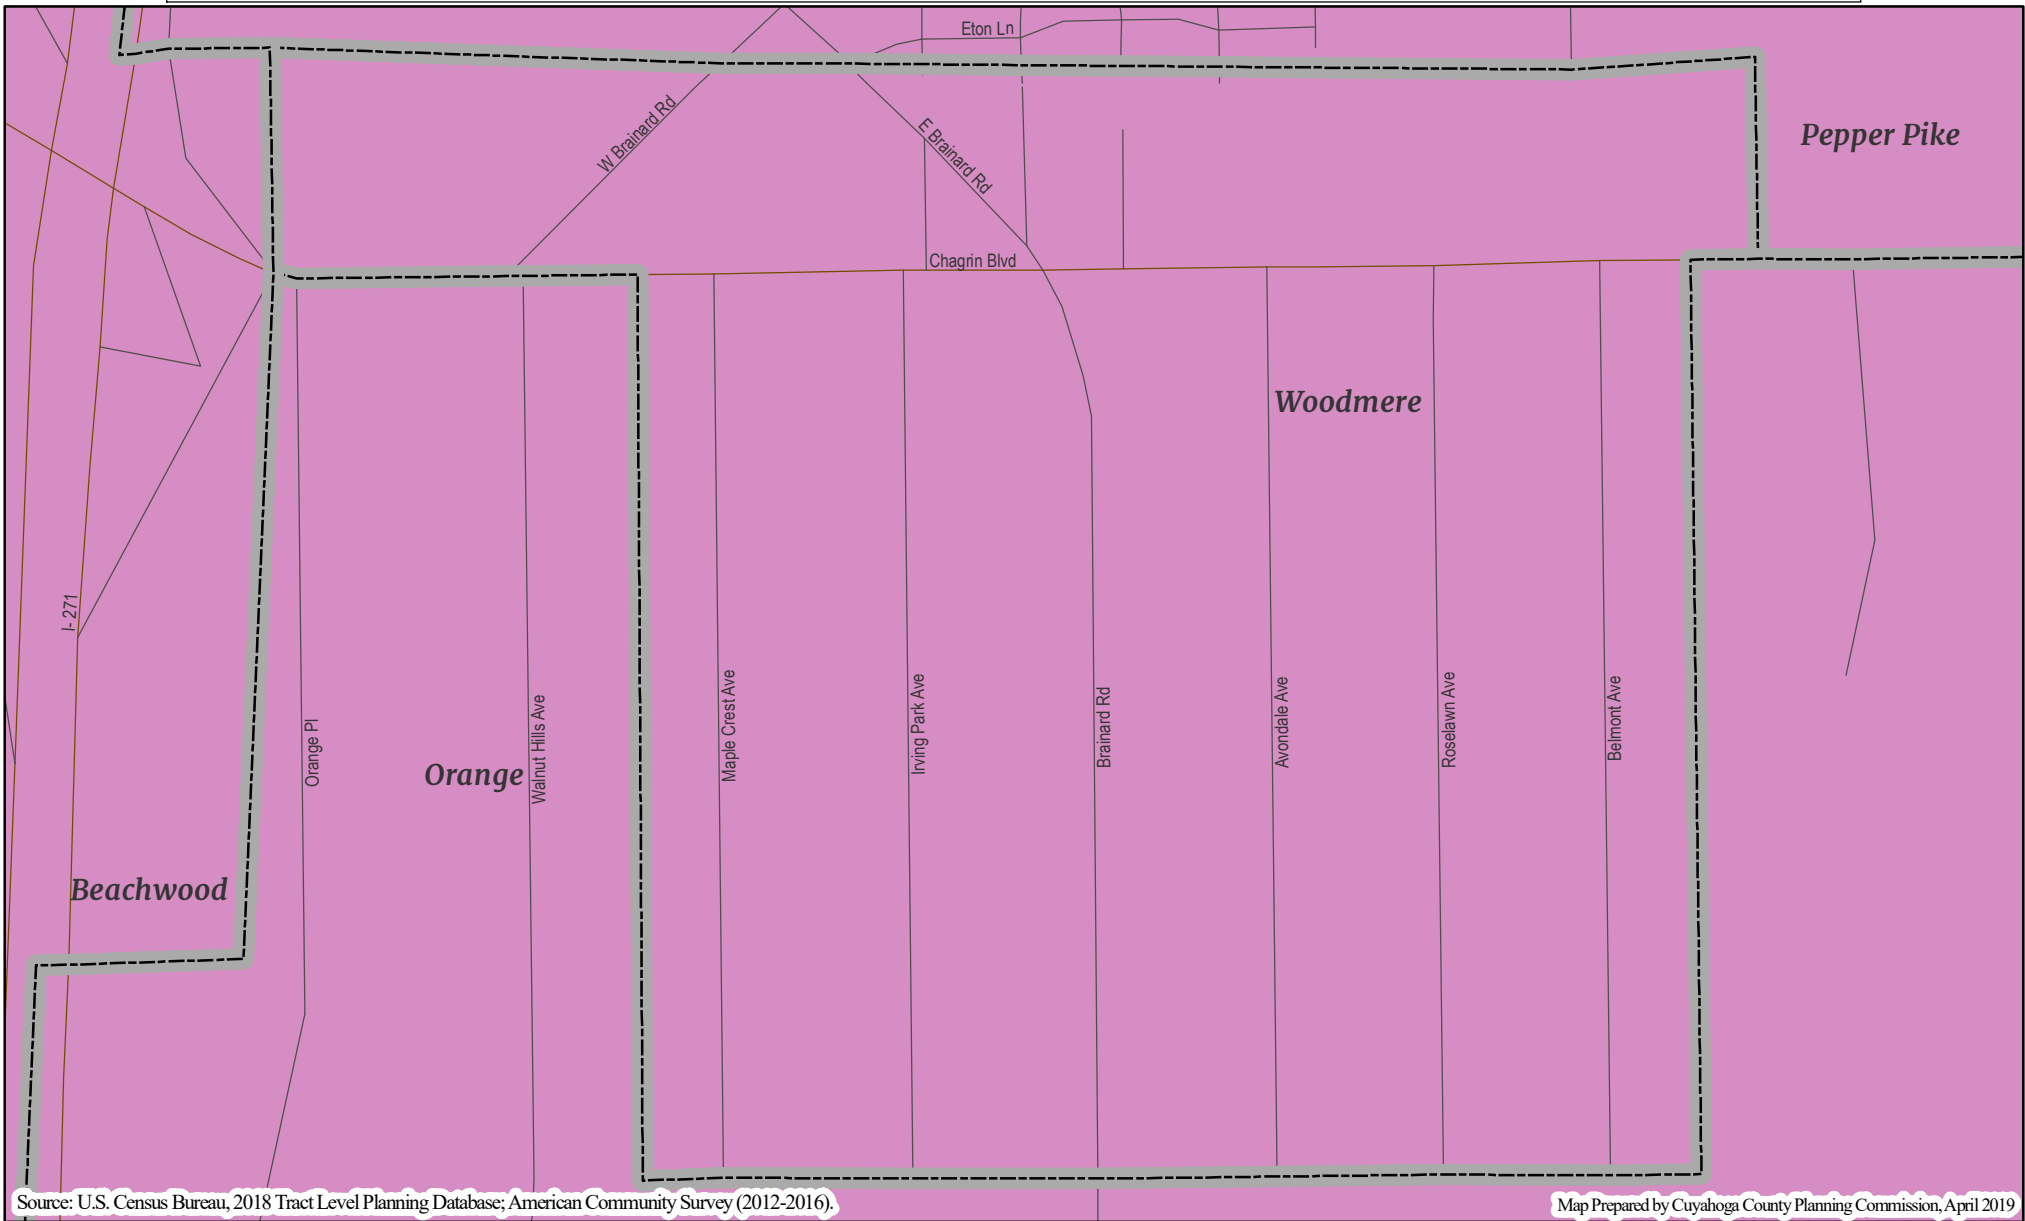 Eton Ln
W Brainard Rd
E Brainard Rd
Pepper Pike
Chagrin Blvd
Woodmere
I- 271
Orange Pl
Orange
Walnut Hills Ave
Maple Crest Ave
Irving Park Ave
Brainard Rd
Avondale Ave
Roselawn Ave
Belmont Ave
Beachwood
Source: U.S. Census Bureau, 2018 Tract Level Planning Database; American Community Survey (2012-2016).
Map Prepared by Cuyahoga County Planning Commission, April 2019